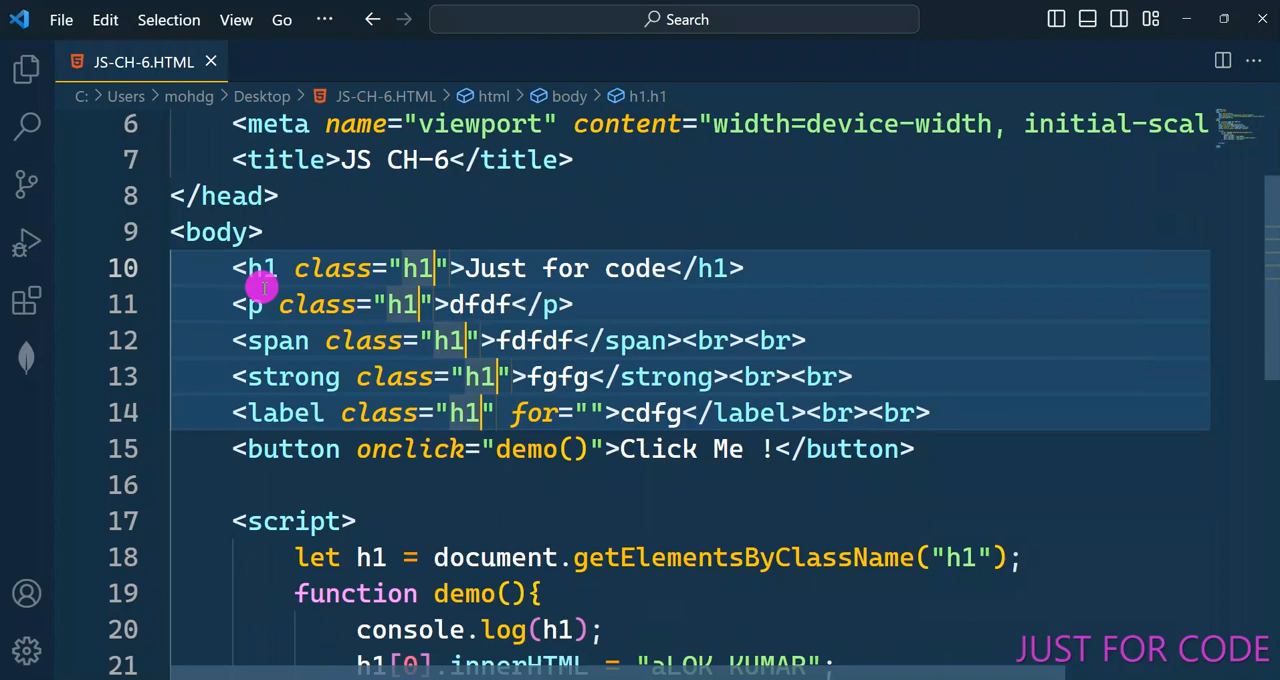 File Edit Selection View Go ··· Search
JS-CH-6.HTML
C: > Users > mohdg > Desktop > JS-CH-6.HTML > html > body > h1.h1
6 <meta name="viewport" content="width=device-width, initial-scal
7 <title>JS CH-6</title>
8 </head>
9 <body>
10 <h1 class="h1">Just for code</h1>
11 <p class="h1">dfdf</p>
12 <span class="h1">fdfdf</span><br><br>
13 <strong class="h1">fgfg</strong><br><br>
14 <label class="h1" for="">cdfg</label><br><br>
15 <button onclick="demo()">Click Me !</button>
16
17 <script>
18 let h1 = document.getElementsByClassName("h1");
19 function demo(){
20 console.log(h1);
21 h1[0].innerHTML = "aLOK KUMAR";
JUST FOR CODE